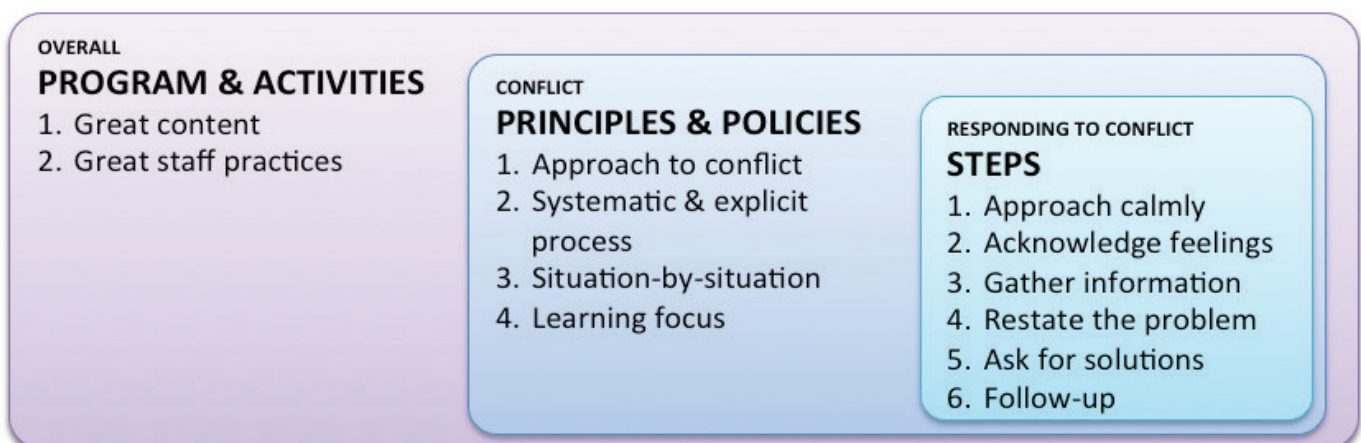 OVERALL
PROGRAM & ACTIVITIES
1. Great content
2. Great staff practices
CONFLICT
PRINCIPLES & POLICIES
1. Approach to conflict
2. Systematic & explicit
process
3. Situation-by-situation
4. Learning focus
RESPONDING TO CONFLICT
STEPS
1. Approach calmly
2. Acknowledge feelings
3. Gather information
4. Restate the problem
5. Ask for solutions
6. Follow-up